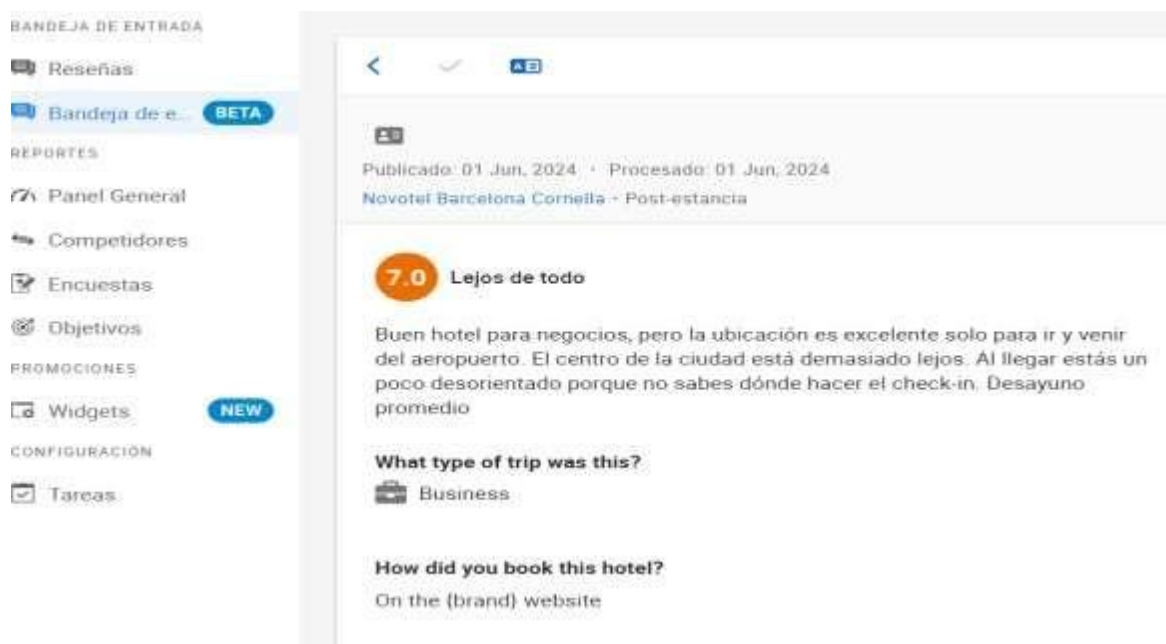 BANDEJA DE ENTRADA
Reseñas
Bandeja de e... BETA
REPORTES
Panel General
Competidores
Encuestas
Objetivos
PROMOCIONES
Widgets NEW
CONFIGURACIÓN
Tareas
Publicado: 01 Jun, 2024 · Procesado: 01 Jun, 2024
Novotel Barcelona Cornella - Post-estancia
7.0 Lejos de todo
Buen hotel para negocios, pero la ubicación es excelente solo para ir y venir
del aeropuerto. El centro de la ciudad está demasiado lejos. Al llegar estás un
poco desorientado porque no sabes dónde hacer el check-in. Desayuno
promedio
What type of trip was this?
Business
How did you book this hotel?
On the {brand} website